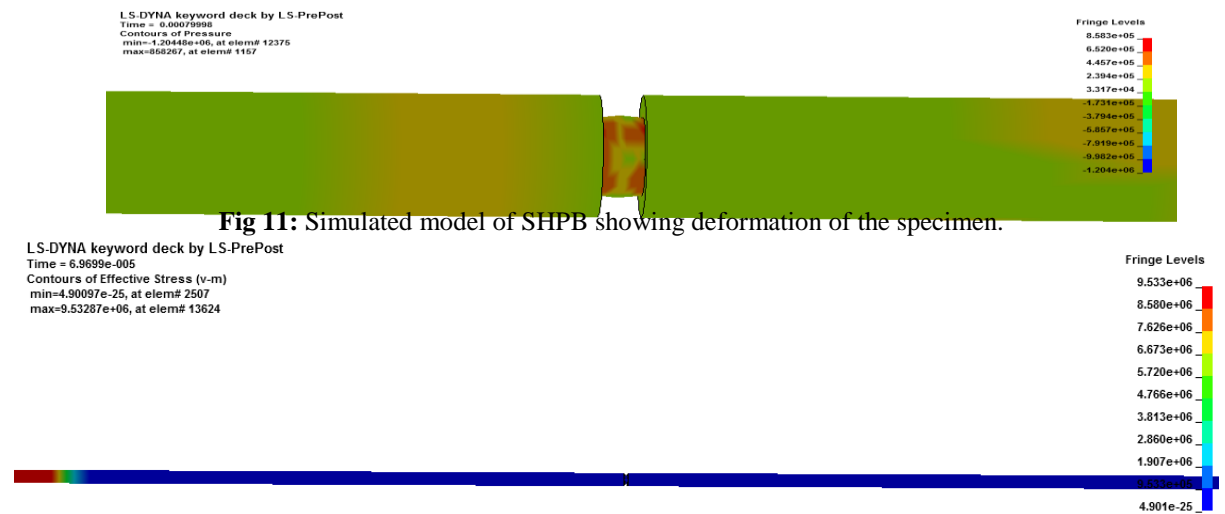 LS-DYNA keyword deck by LS-PrePost
Time = 0.00079998
Contours of Pressure
min=-1.20448e+06, at elem# 12375
max=858267, at elem# 1157
Fringe Levels
8.583e+05
6.520e+05
4.457e+05
2.394e+05
3.317e+04
-1.731e+05
-3.794e+05
-5.857e+05
-7.919e+05
-9.982e+05
-1.204e+06
Fig 11: Simulated model of SHPB showing deformation of the specimen.
LS-DYNA keyword deck by LS-PrePost
Time = 6.9699e-005
Contours of Effective Stress (v-m)
min=4.90097e-25, at elem# 2507
max=9.53287e+06, at elem# 13624
Fringe Levels
9.533e+06
8.580e+06
7.626e+06
6.673e+06
5.720e+06
4.766e+06
3.813e+06
2.860e+06
1.907e+06
9.533e+05
4.901e-25